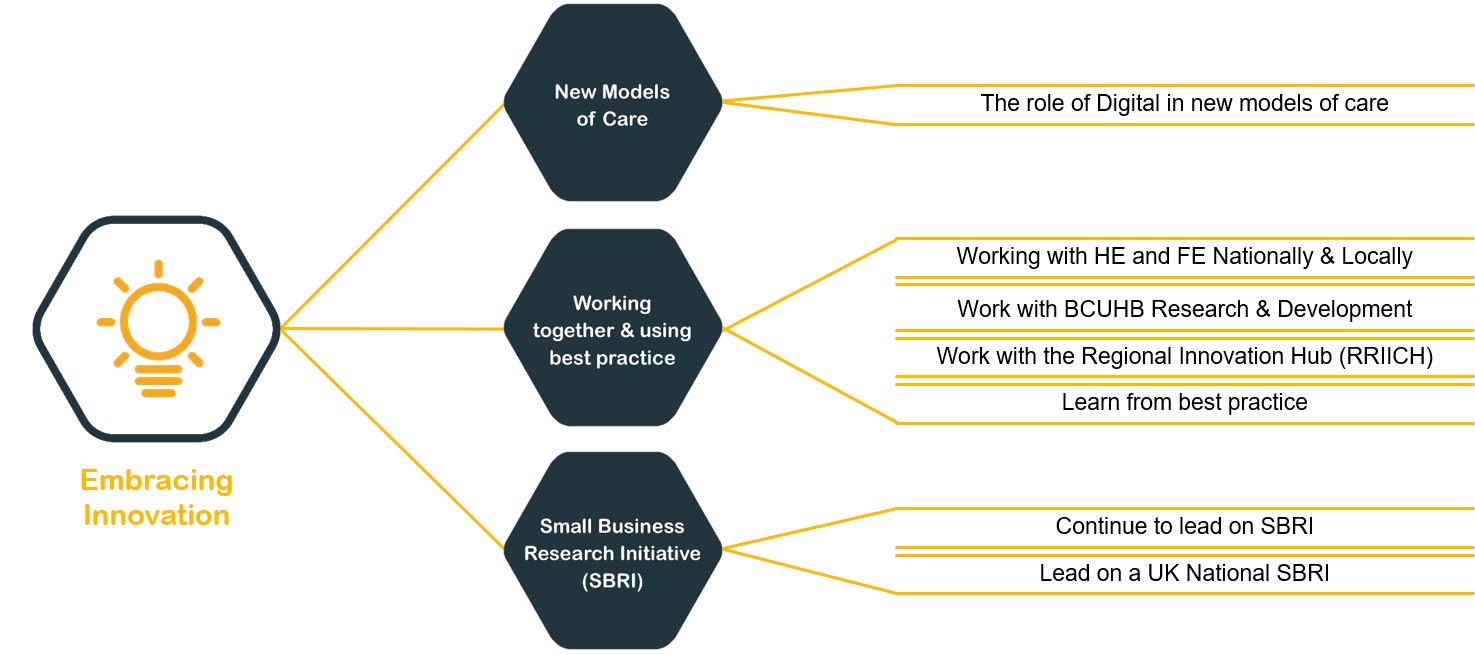 Embracing
Innovation
New Models
of Care
The role of Digital in new models of care
Working
together & using
best practice
Working with HE and FE Nationally & Locally
Work with BCUHB Research & Development
Work with the Regional Innovation Hub (RRIICH)
Learn from best practice
Small Business
Research Initiative
(SBRI)
Continue to lead on SBRI
Lead on a UK National SBRI